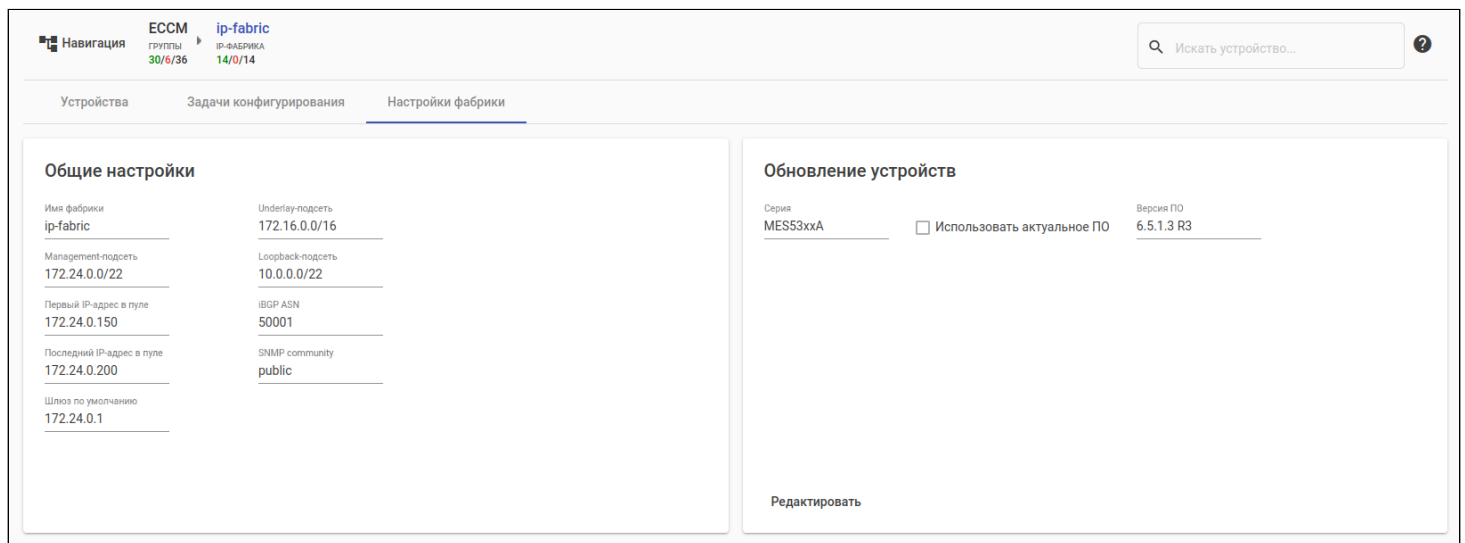 Навигация
ECCM
ГРУППЫ
30/6/36
ip-fabric
IP-ФАБРИКА
14/0/14
Искать устройство...
Устройства
Задачи конфигурирования
Настройки фабрики
Общие настройки
Имя фабрики
ip-fabric
Underlay-подсеть
172.16.0.0/16
Management-подсеть
172.24.0.0/22
Loopback-подсеть
10.0.0.0/22
Первый IP-адрес в пуле
172.24.0.150
iBGP ASN
50001
Последний IP-адрес в пуле
172.24.0.200
SNMP community
public
Шлюз по умолчанию
172.24.0.1
Обновление устройств
Серия
MES53xxA
Использовать актуальное ПО
Версия ПО
6.5.1.3 R3
Редактировать